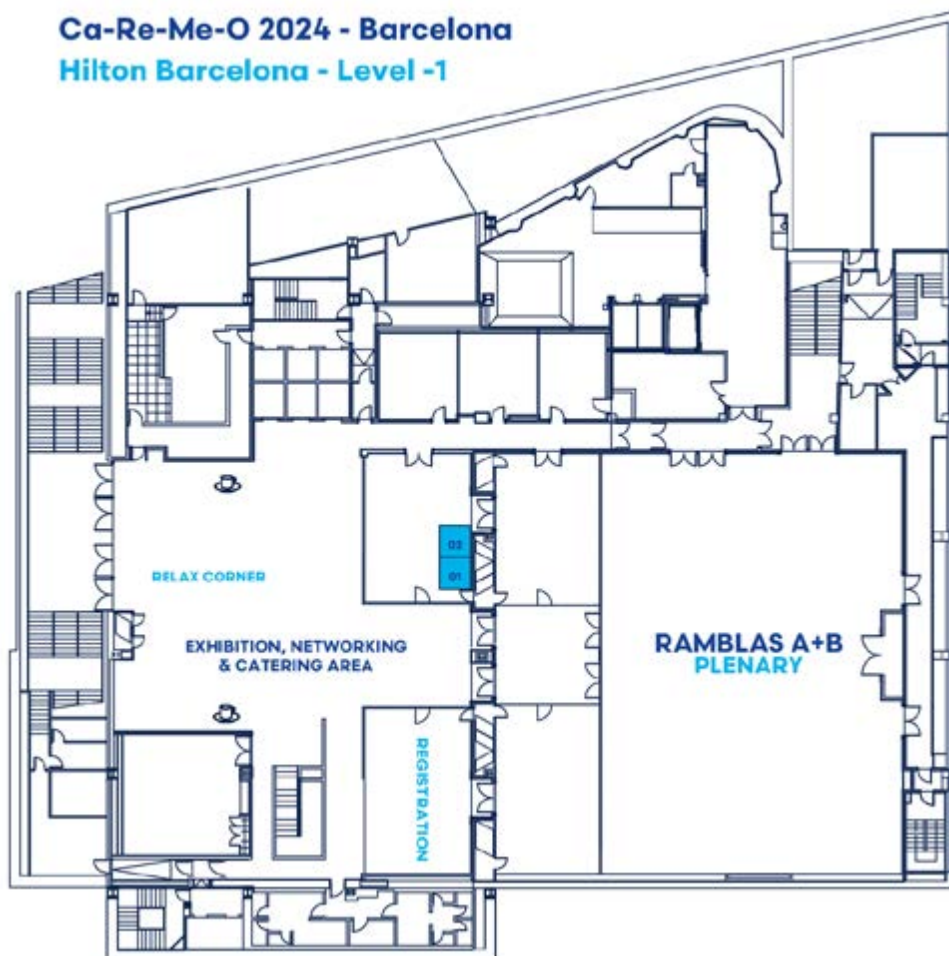 Ca-Re-Me-O 2024 - Barcelona
Hilton Barcelona - Level -1
03
01
RELAX CORNER
EXHIBITION, NETWORKING
& CATERING AREA
RAMBLAS A+B
PLENARY
REGISTRATION